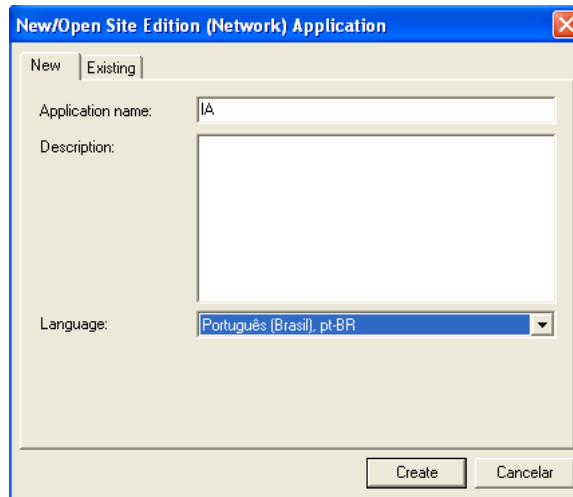 New/Open Site Edition (Network) Application
New
Existing
Application name:
IA
Description:
Language:
Português (Brasil), pt-BR
Create
Cancelar